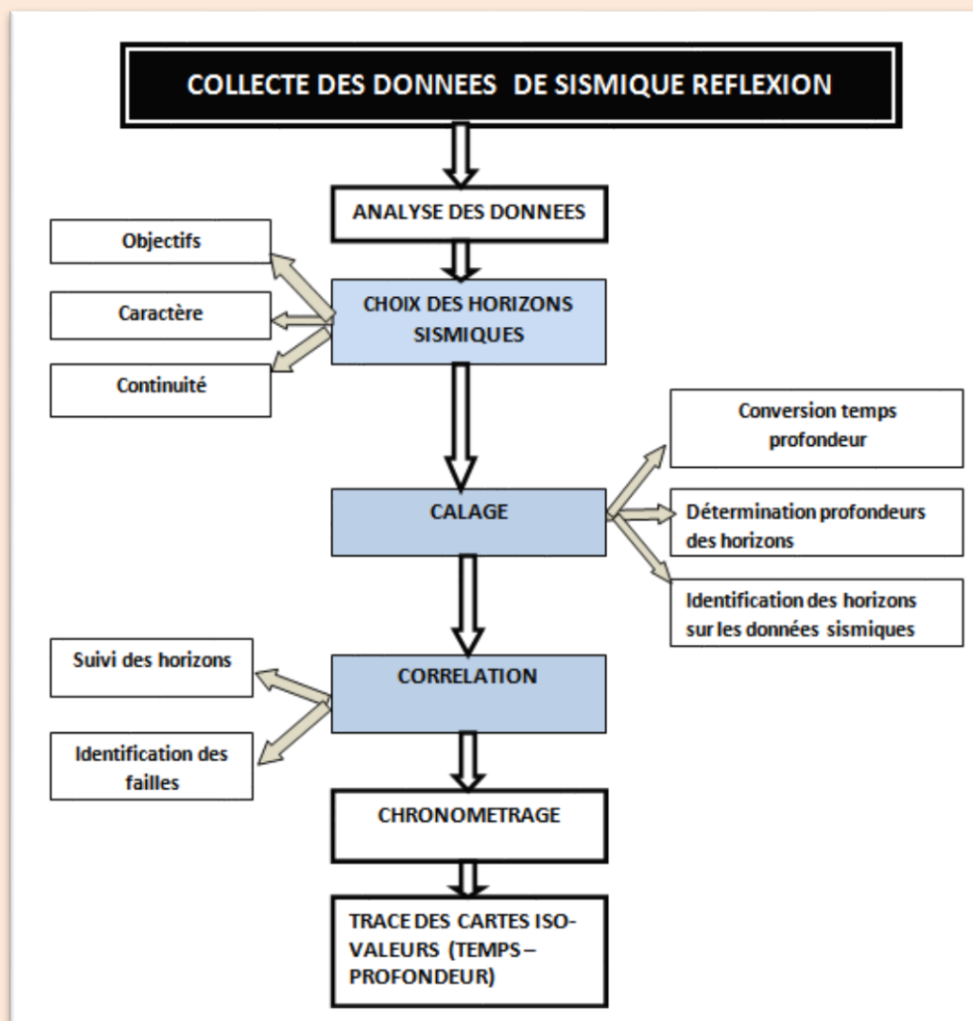 COLLECTE DES DONNEES DE SISMIQUE REFLEXION
ANALYSE DES DONNEES
Objectifs
Caractère
Continuité
CHOIX DES HORIZONS
SISMIQUES
Conversion temps
profondeur
CALAGE
Détermination profondeurs
des horizons
Identification des horizons
sur les données sismiques
Suivi des horizons
CORRELATION
Identification des
failles
CHRONOMETRAGE
TRACE DES CARTES ISO-
VALEURS (TEMPS –
PROFONDEUR)